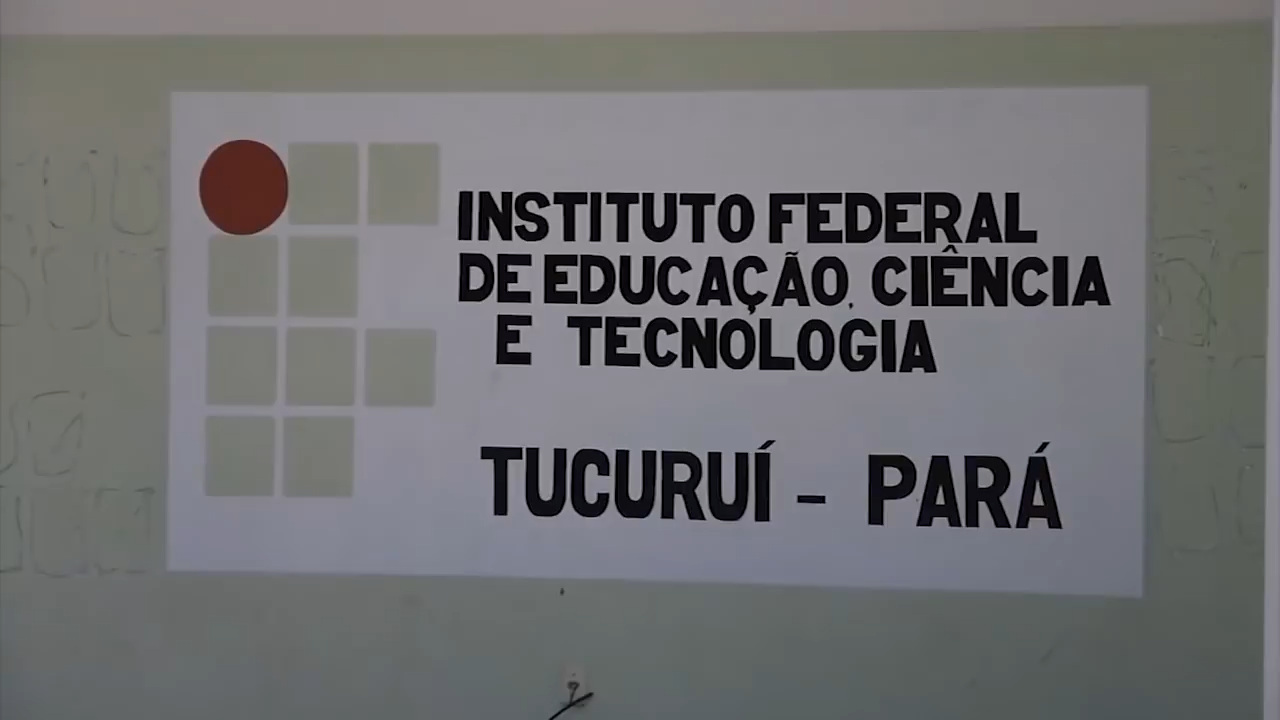 INSTITUTO FEDERAL
DE EDUCAÇÃO, CIÊNCIA
E TECNOLOGIA
TUCURUÍ - PARÁ